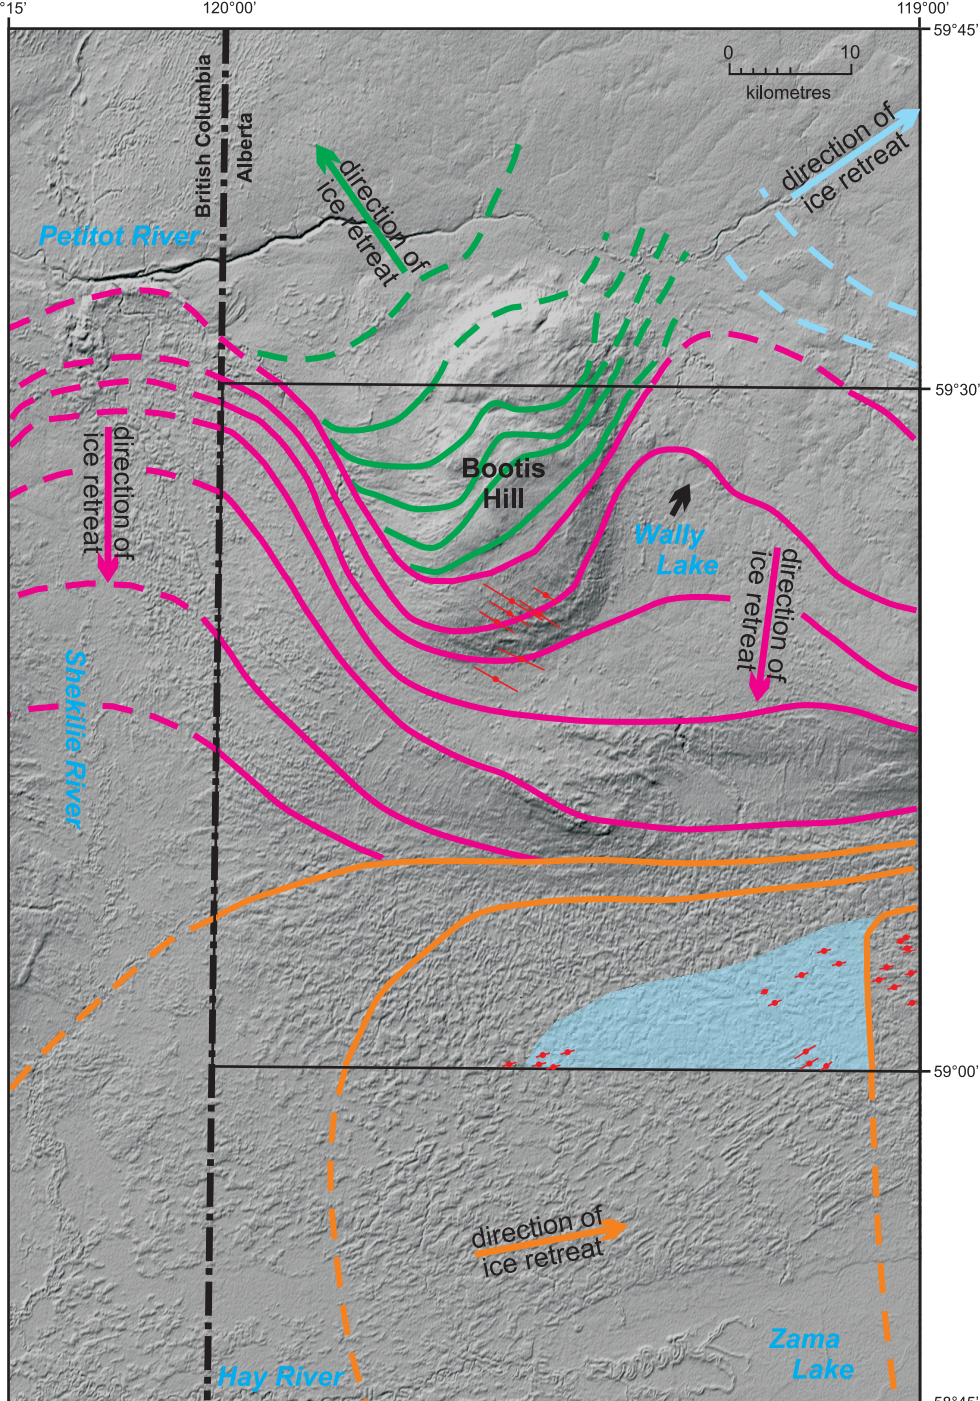 °15'
120°00'
119°00'
59°45'
0 10
kilometres
British Columbia
Alberta
direction of
ice retreat
direction of
ice retreat
Petitot River
59°30'
Bootis
Hill
direction of
ice retreat
Wally
Lake
direction of
ice retreat
Shekilie River
59°00'
direction of
ice retreat
Zama
Lake
Hay River
58°45'